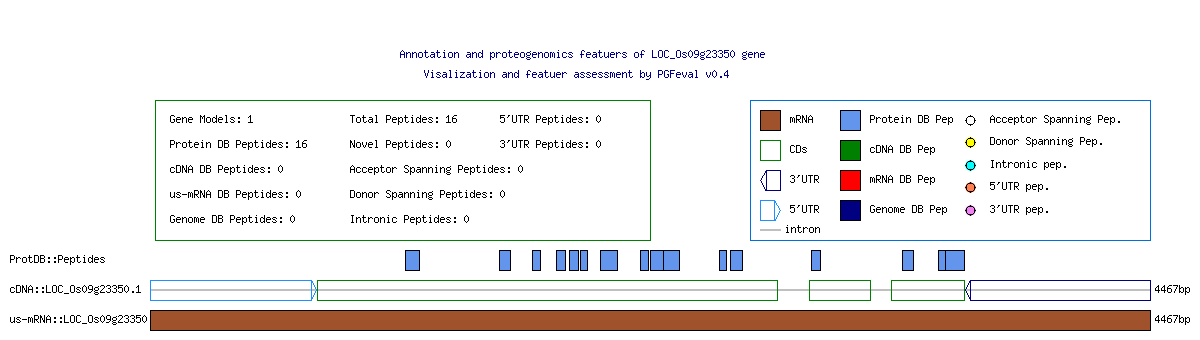 Annotation and proteogenomics featuers of LOC_Os09g23350 gene
Visalization and featuer assessment by PGFeval v0.4
Gene Models: 1 Total Peptides: 16 5'UTR Peptides: 0
Protein DB Peptides: 16 Novel Peptides: 0 3'UTR Peptides: 0
cDNA DB Peptides: 0 Acceptor Spanning Peptides: 0
us-mRNA DB Peptides: 0 Donor Spanning Peptides: 0
Genome DB Peptides: 0 Intronic Peptides: 0
mRNA Protein DB Pep Acceptor Spanning Pep.
CDs cDNA DB Pep Donor Spanning Pep.
3'UTR mRNA DB Pep Intronic pep.
5'UTR Genome DB Pep 5'UTR pep.
intron 3'UTR pep.
ProtDB::Peptides
cDNA::LOC_Os09g23350.1 4467bp
us-mRNA::LOC_Os09g23350 4467bp